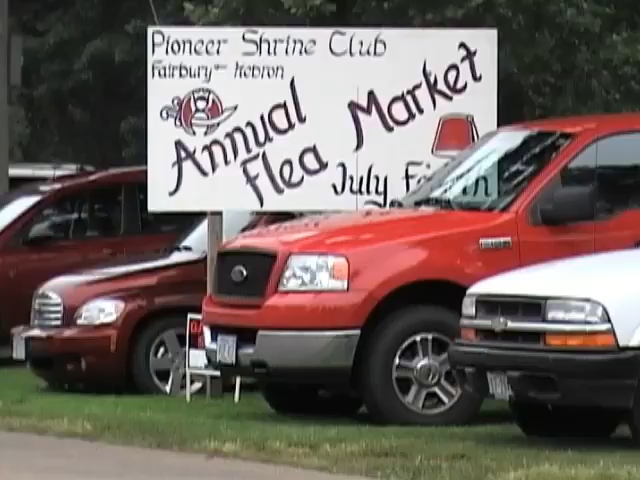 Pioneer Shrine Club
Fairbury - Hebron
Annual
Flea Market
July